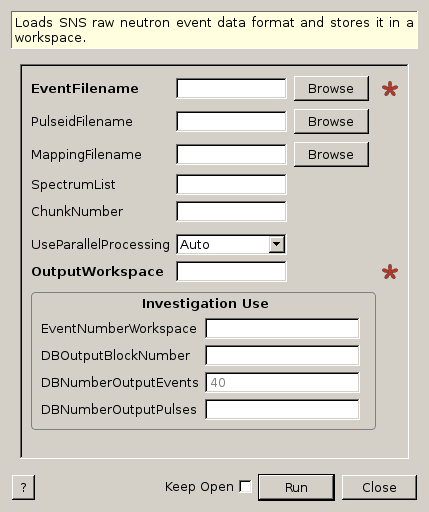 Loads SNS raw neutron event data format and stores it in a
workspace.
EventFilename Browse *
PulseidFilename Browse
MappingFilename Browse
SpectrumList
ChunkNumber
UseParallelProcessing Auto
OutputWorkspace *
Investigation Use
EventNumberWorkspace
DBOutputBlockNumber
DBNumberOutputEvents 40
DBNumberOutputPulses
? Keep Open Run Close